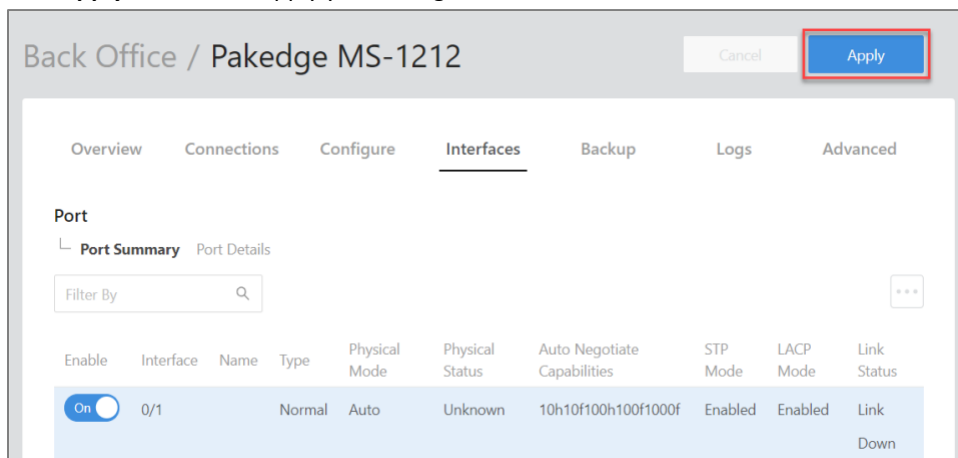 Back Office / Pakedge MS-1212
Cancel
Apply
Overview Connections Configure Interfaces Backup Logs Advanced
Port
Port Summary Port Details
Filter By
Enable Interface Name Type Physical Mode Physical Status Auto Negotiate Capabilities STP Mode LACP Mode Link Status
On 0/1 Normal Auto Unknown 10h10f100h100f1000f Enabled Enabled Link Down